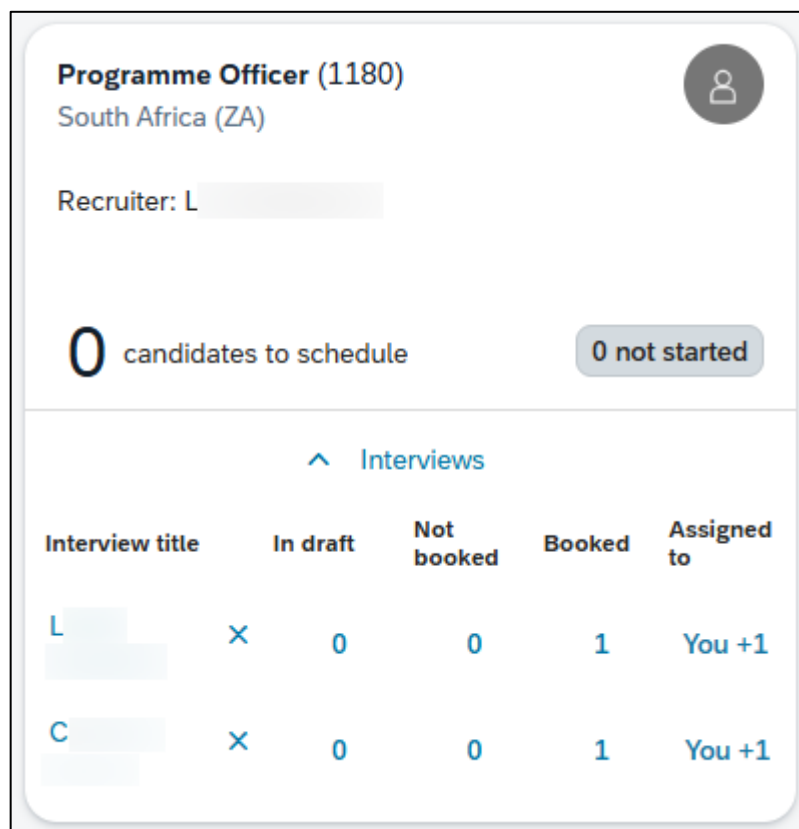 Programme Officer (1180)
South Africa (ZA)
Recruiter: L
0 candidates to schedule
0 not started
Interviews
Interview title In draft Not booked Booked Assigned to
L 0 0 1 You +1
C 0 0 1 You +1